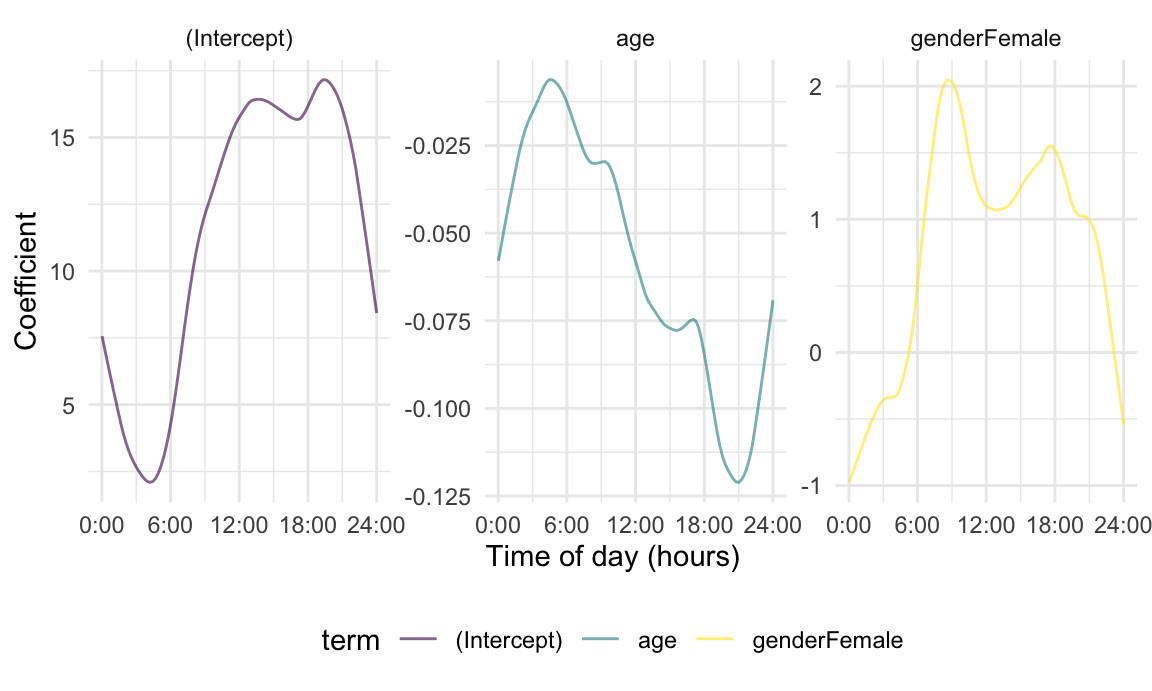 (Intercept) age genderFemale
Coefficient
15
10
5
-0.025
-0.050
-0.075
-0.100
-0.125
2
1
0
-1
0:00 6:00 12:00 18:00 24:00 0:00 6:00 12:00 18:00 24:00 0:00 6:00 12:00 18:00 24:00
Time of day (hours)
term (Intercept) age genderFemale